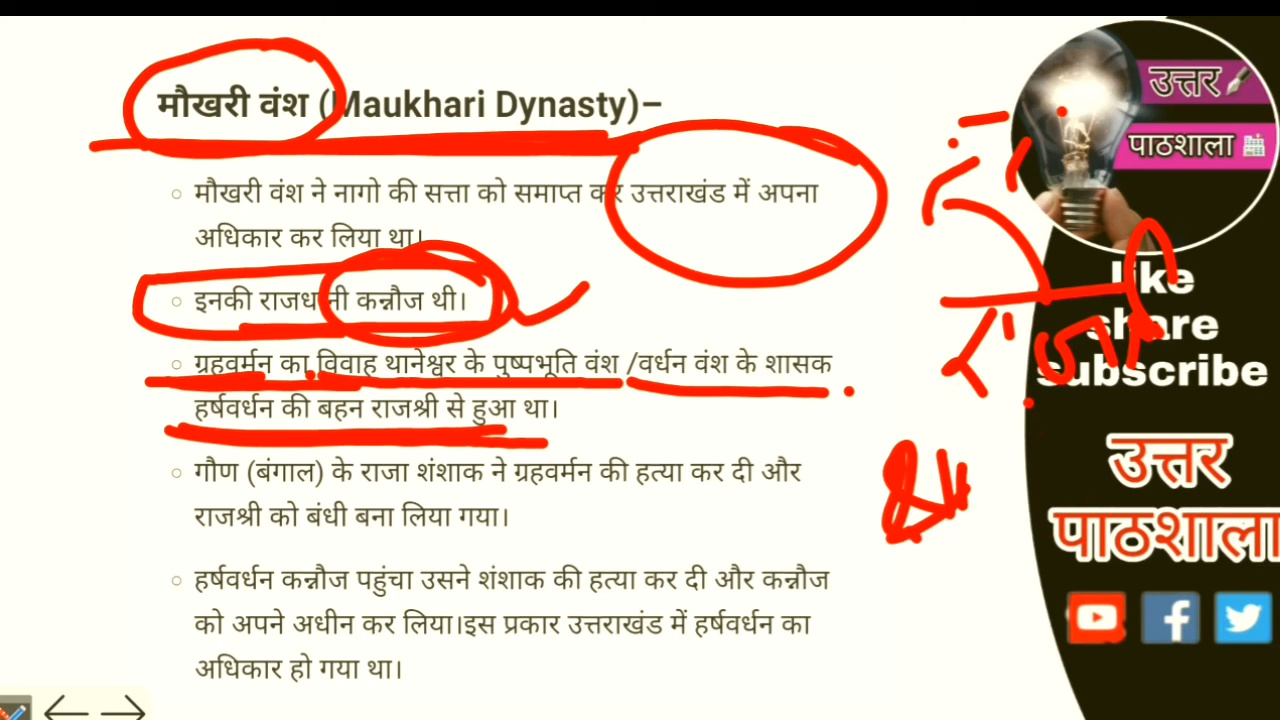 मौखरी वंश (Maukhari Dynasty)–
मौखरी वंश ने नागो की सत्ता को समाप्त कर उत्तराखंड में अपना
अधिकार कर लिया था।
इनकी राजधानी कन्नौज थी।
ग्रहवर्मन का विवाह थानेश्वर के पुष्पभूति वंश /वर्धन वंश के शासक
हर्षवर्धन की बहन राजश्री से हुआ था।
गौण (बंगाल) के राजा शंशाक ने ग्रहवर्मन की हत्या कर दी और
राजश्री को बंधी बना लिया गया।
हर्षवर्धन कन्नौज पहुंचा उसने शंशाक की हत्या कर दी और कन्नौज
को अपने अधीन कर लिया।इस प्रकार उत्तराखंड में हर्षवर्धन का
अधिकार हो गया था।
उत्तर
पाठशाला
like
share
subscribe
उत्तर
पाठशाला